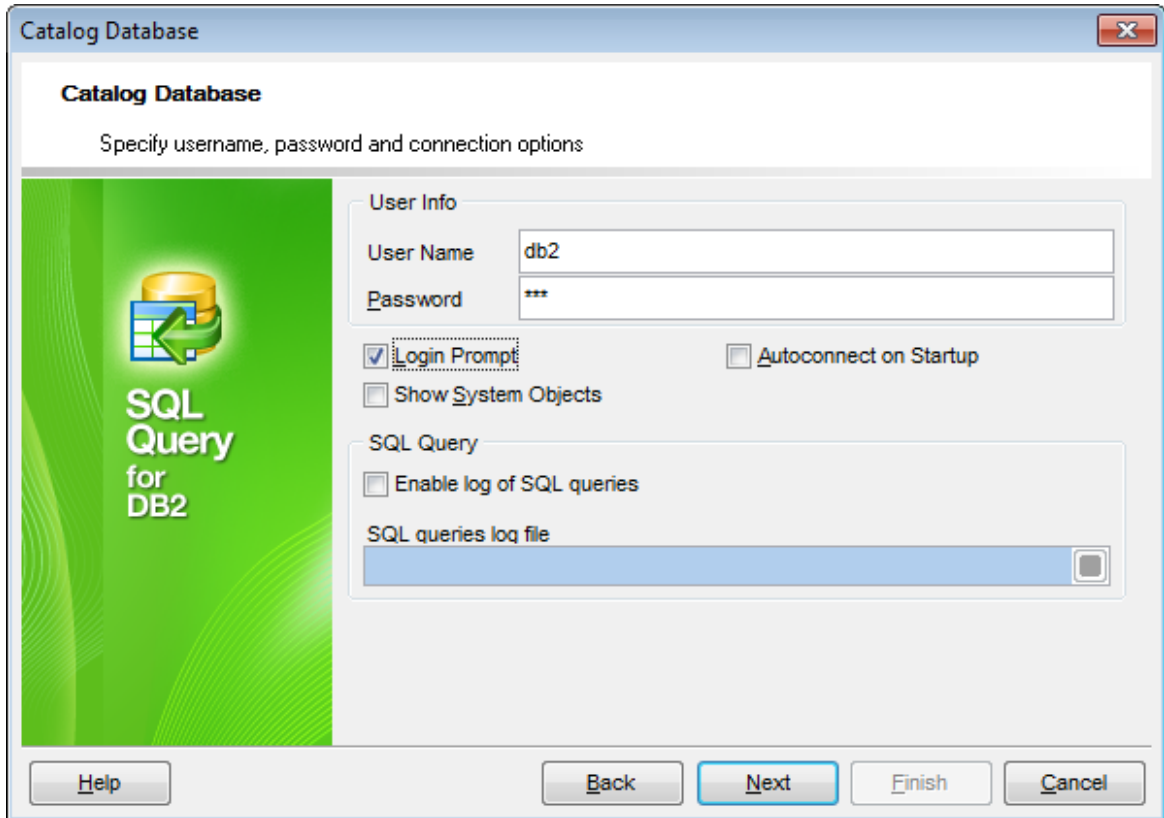 Catalog Database
Catalog Database
Specify username, password and connection options
User Info
User Name db2
Password ***
Login Prompt Autoconnect on Startup
Show System Objects
SQL Query for DB2
SQL Query
Enable log of SQL queries
SQL queries log file
Help Back Next Finish Cancel